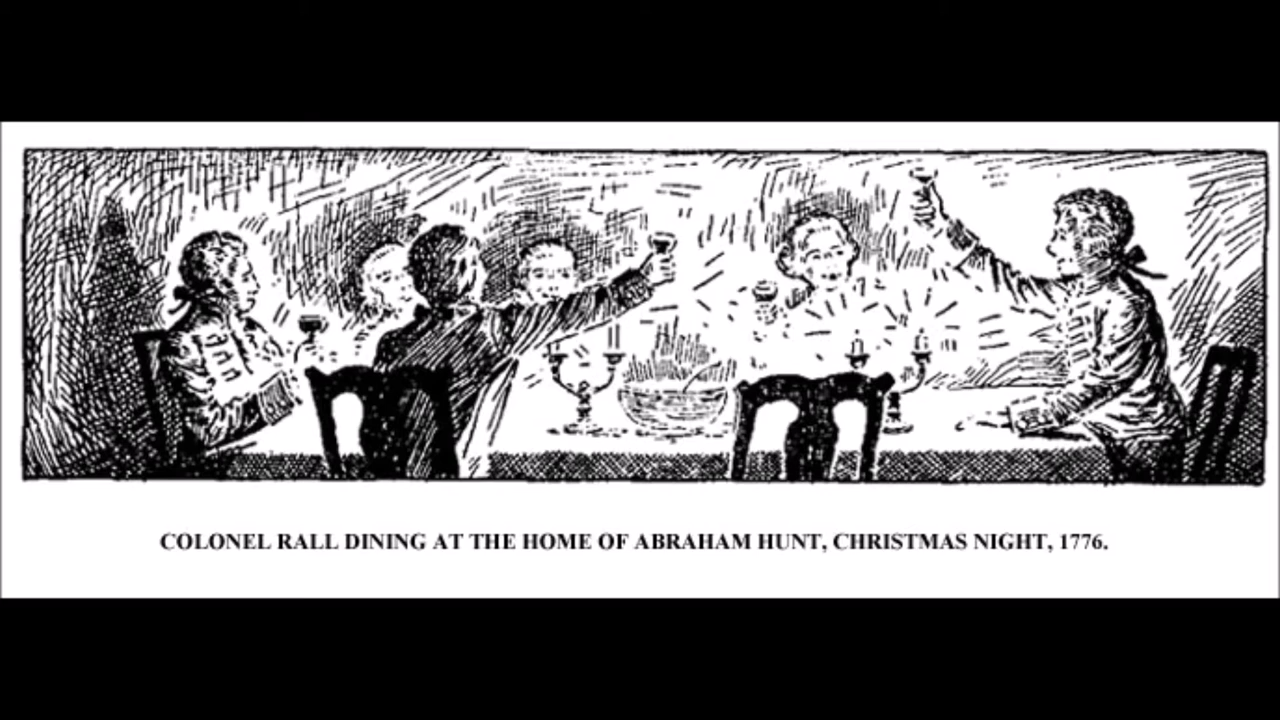 COLONEL RALL DINING AT THE HOME OF ABRAHAM HUNT, CHRISTMAS NIGHT, 1776.